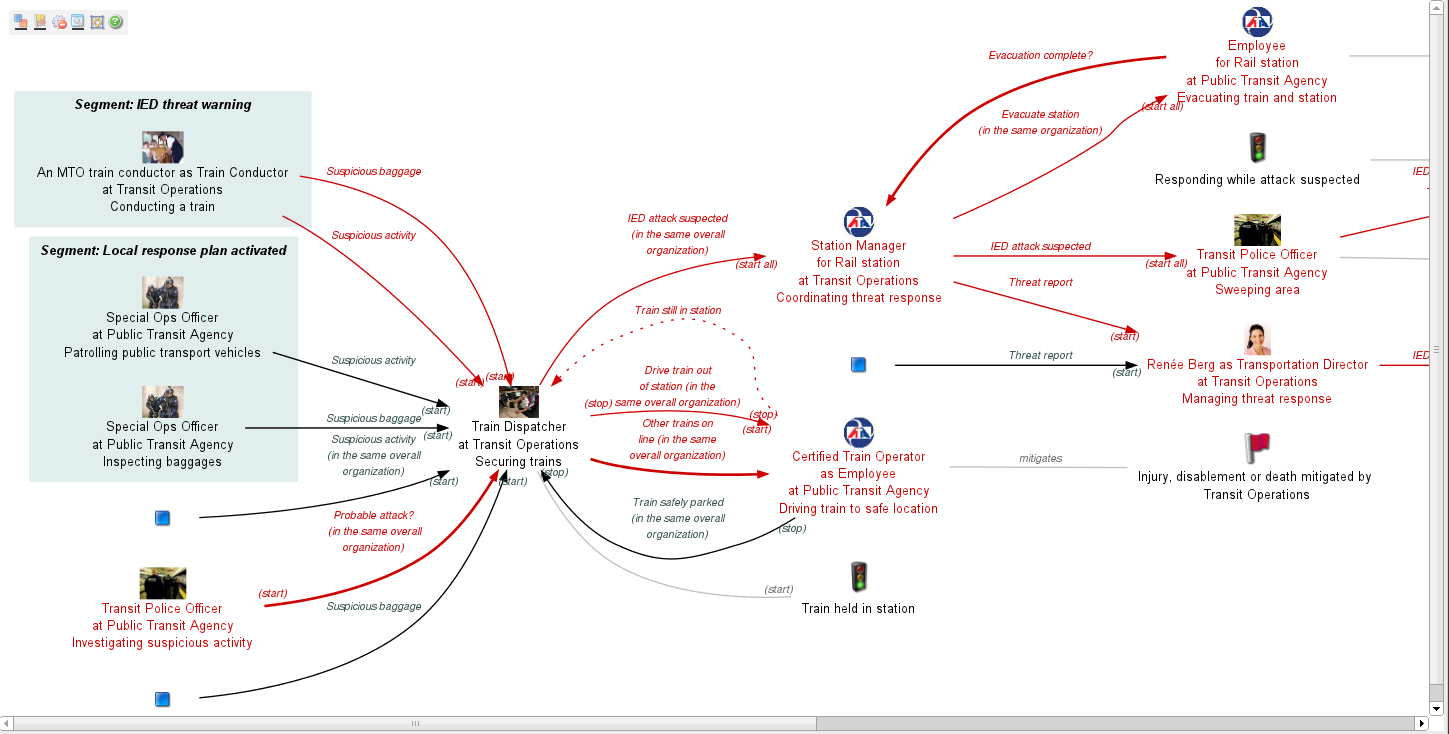 Segment: IED threat warning
An MTO train conductor as Train Conductor
at Transit Operations
Conducting a train
Segment: Local response plan activated
Special Ops Officer
at Public Transit Agency
Patrolling public transport vehicles
Special Ops Officer
at Public Transit Agency
Inspecting baggages
Transit Police Officer
at Public Transit Agency
Investigating suspicious activity
Suspicious baggage
Suspicious activity
Suspicious activity
Suspicious baggage
Suspicious activity
(in the same overall
organization)
Probable attack?
(in the same overall
organization)
(start)
Suspicious baggage
(start)
(start)
(start)
(start)
(start)
(start)
(stop)
Train Dispatcher
at Transit Operations
Securing trains
IED attack suspected
(in the same overall
organization)
(start all)
Train still in station
(stop)
Drive train out
of station (in the
same overall organization)
(stop)
(start)
Other trains on
line (in the same
overall organization)
Train safely parked
(in the same overall
organization)
(stop)
(start)
Station Manager
for Rail station
at Transit Operations
Coordinating threat response
Certified Train Operator
as Employee
at Public Transit Agency
Driving train to safe location
Train held in station
Evacuation complete?
Evacuate station
(in the same organization)
(start all)
IED attack suspected
(start all)
Threat report
(start)
Threat report
(start)
mitigates
Employee
for Rail station
at Public Transit Agency
Evacuating train and station
Responding while attack suspected
IED
Transit Police Officer
at Public Transit Agency
Sweeping area
Renée Berg as Transportation Director
at Transit Operations
Managing threat response
IED
Injury, disablement or death mitigated by
Transit Operations